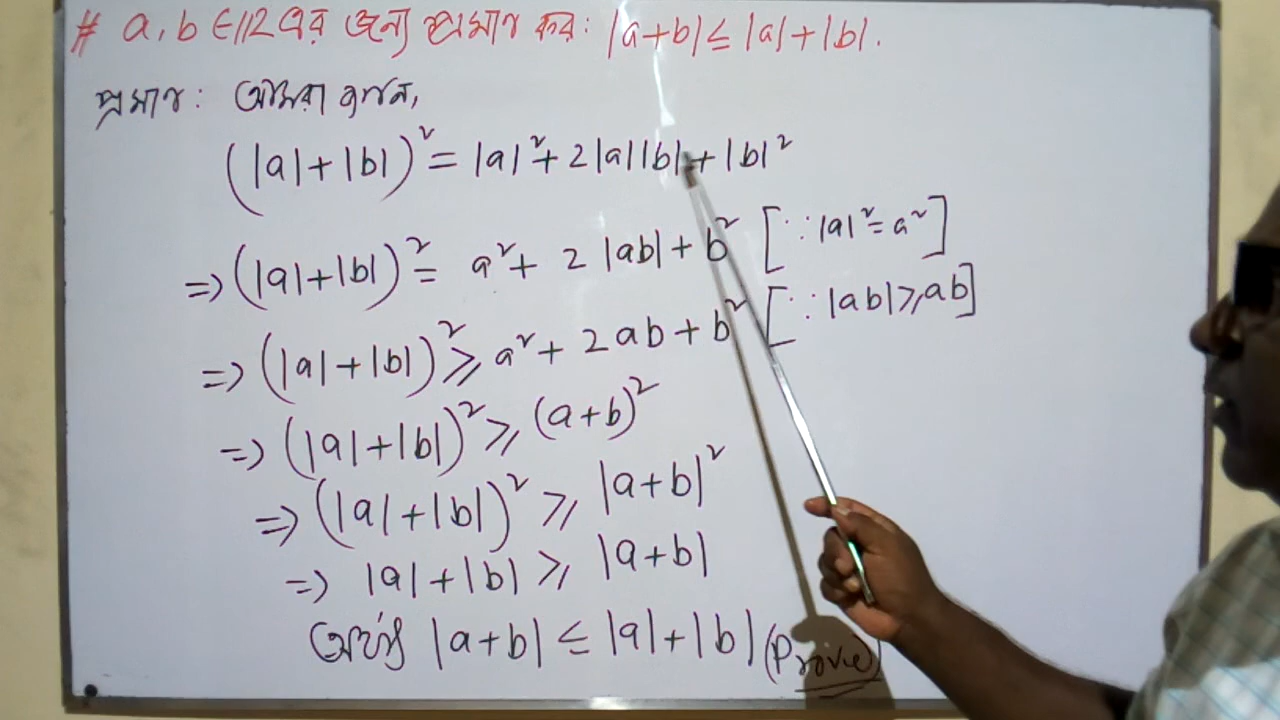 # a, b ∈ ℝ এর জন্য প্রমাণ কর: |a+b| ≤ |a|+|b|.
প্রমাণ: আমরা জানি,
(|a|+|b|)² = |a|²+2|a||b|+|b|²
⇒(|a|+|b|)² = a²+2|ab|+b² [∵|a|²=a²]
⇒(|a|+|b|)² ⩾ a²+2ab+b² [∵|ab|⩾ab]
⇒(|a|+|b|)² ⩾ (a+b)²
⇒(|a|+|b|)² ⩾ |a+b|²
⇒ |a|+|b| ⩾ |a+b|
অর্থাৎ |a+b| ≤ |a|+|b| (Proved)